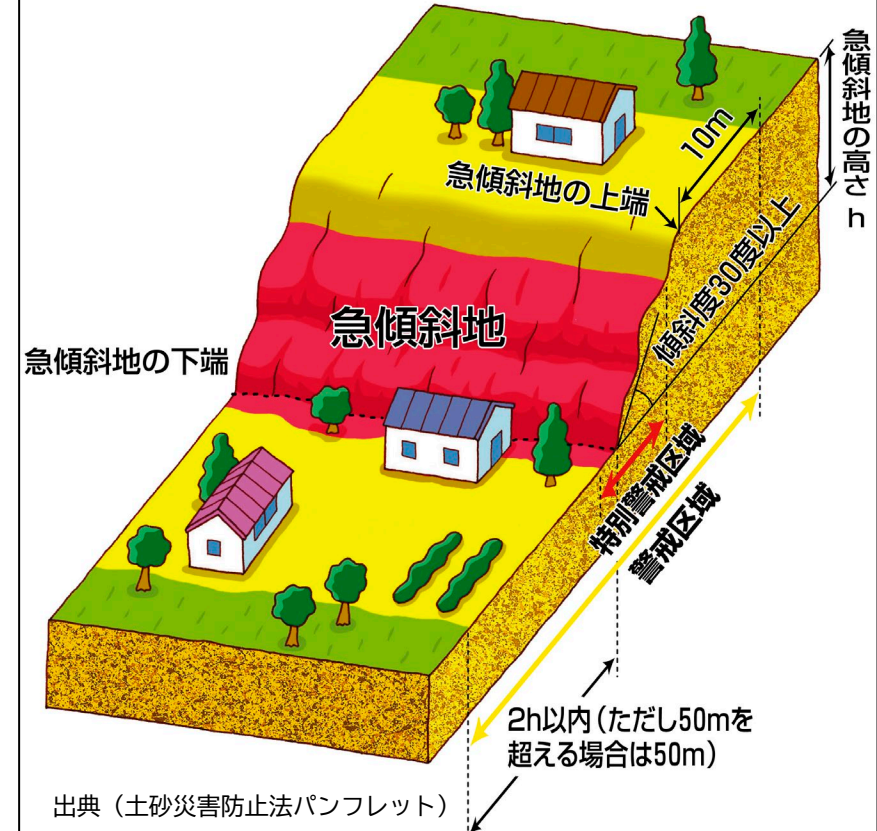 急傾斜地の高さ h
10m
急傾斜地の上端
傾斜度30度以上
急傾斜地
急傾斜地の下端
特別警戒区域
警戒区域
2h以内(ただし50mを
超える場合は50m)
出典(土砂災害防止法パンフレット)